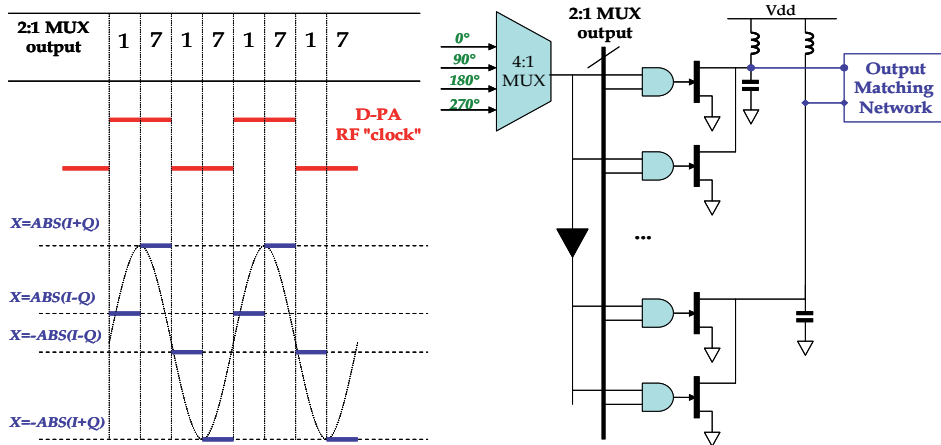 2:1 MUX
output
1 7 1 7 1 7 1 7
D-PA
RF "clock"
X=ABS(I+Q)
X=ABS(I-Q)
X=-ABS(I-Q)
X=-ABS(I+Q)
0°
90°
180°
270°
4:1
MUX
2:1 MUX
output
...
Vdd
Output
Matching
Network